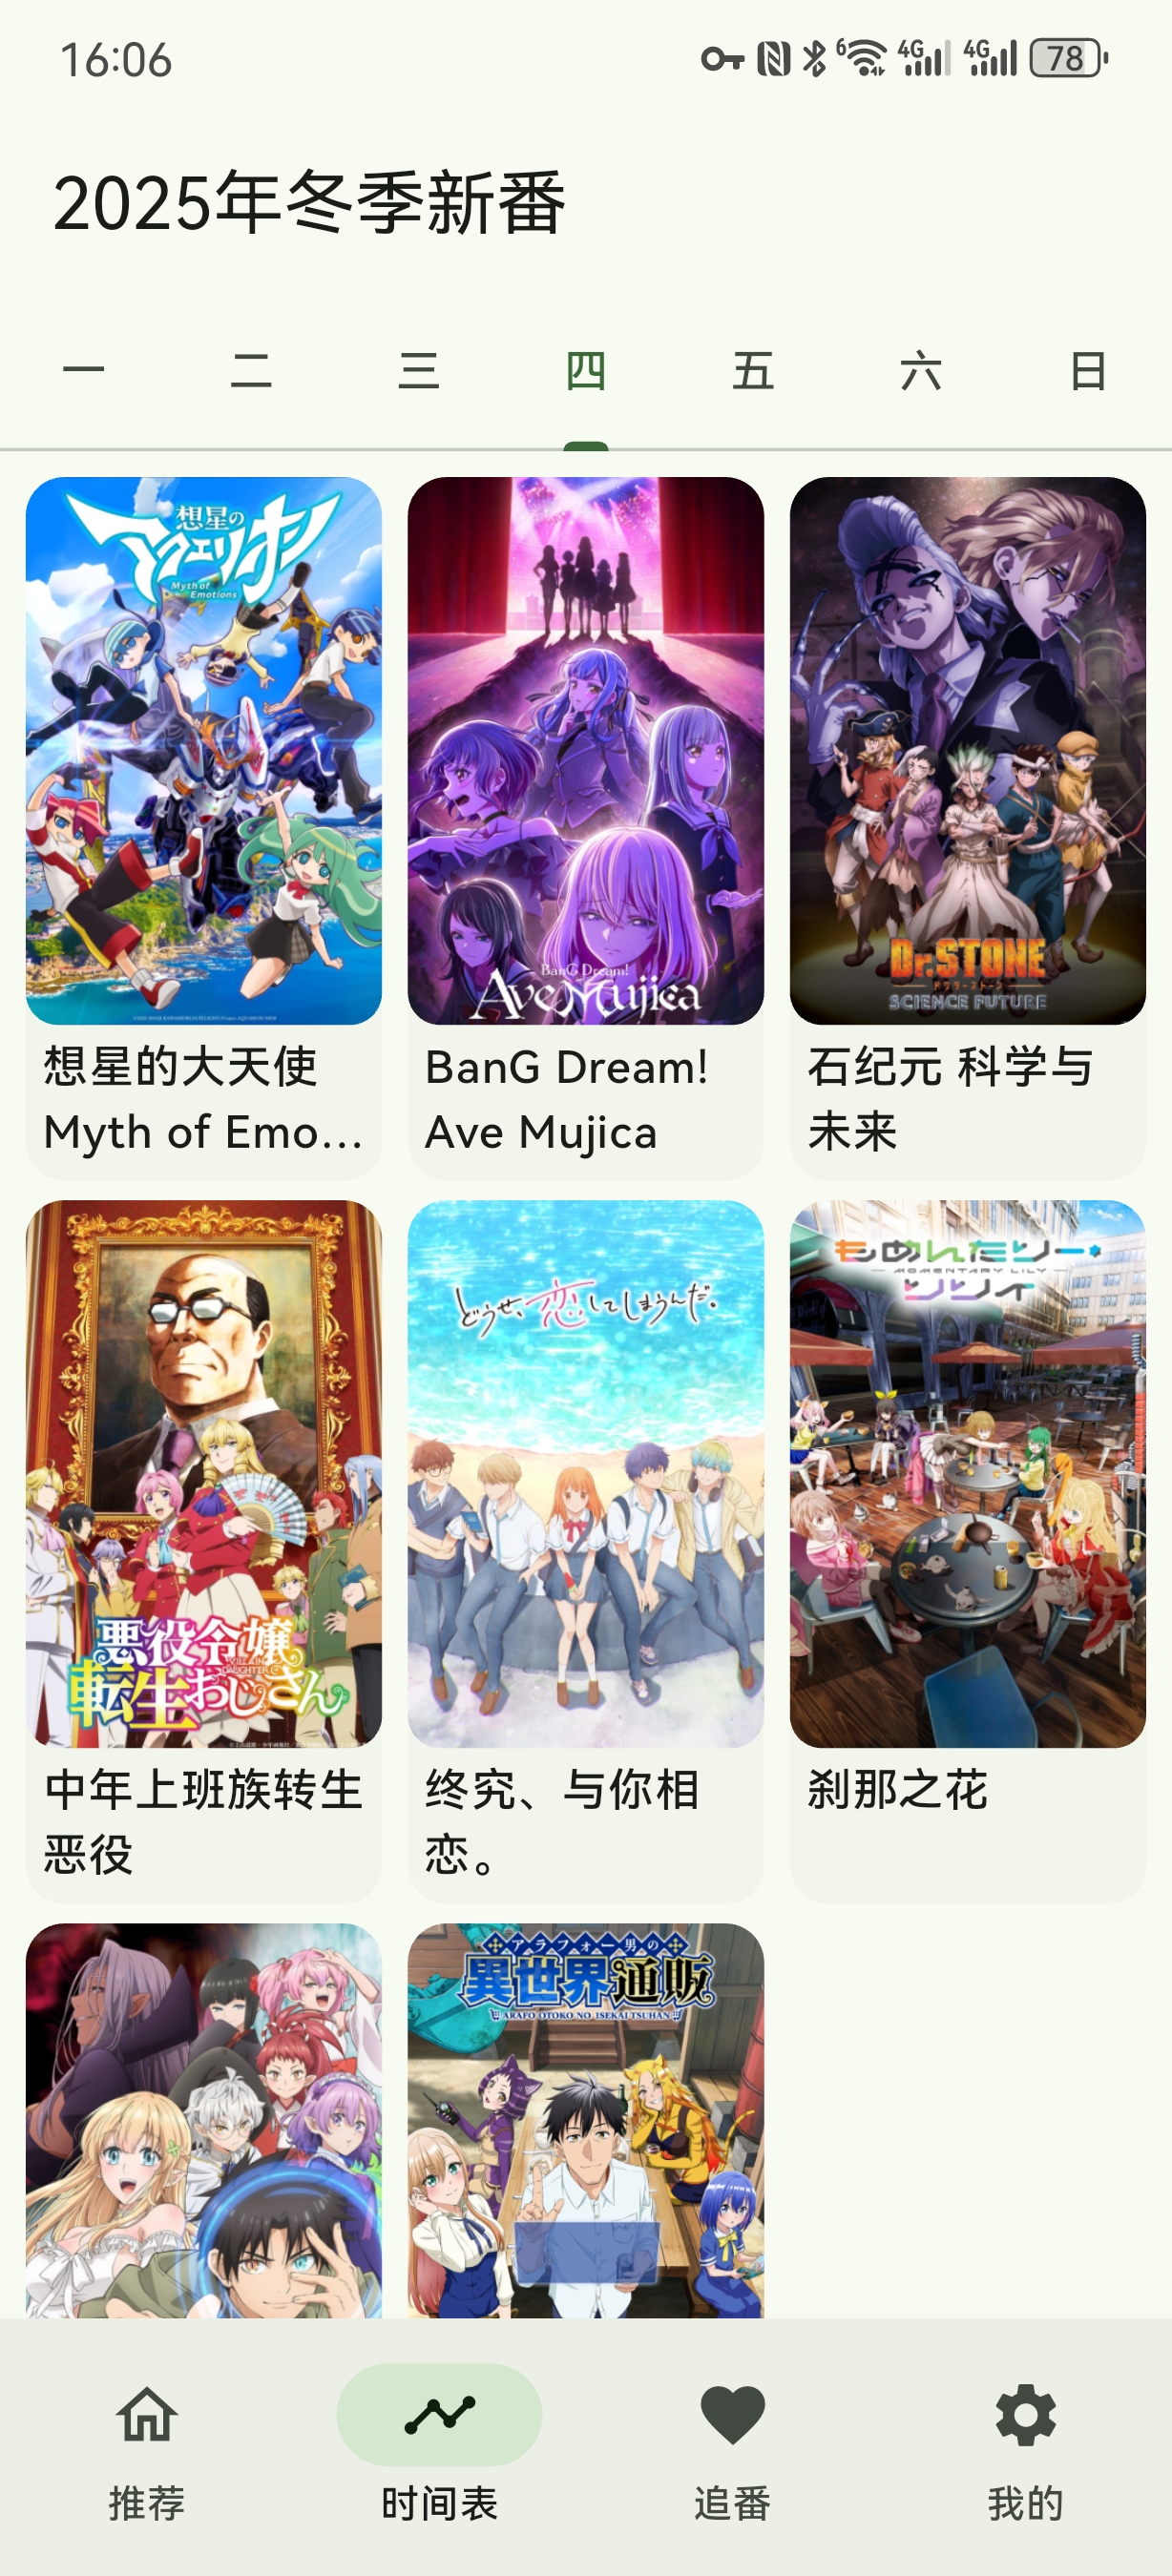 16:06
6 4G 4G 78
2025年冬季新番
一 二 三 四 五 六 日
想星の
アクエリオン
Myth of
Emotions
BanG Dream!
Ave Mujica
Dr.STONE
ドクターストーン
SCIENCE FUTURE
想星的大天使
Myth of Emo...
BanG Dream!
Ave Mujica
石纪元 科学与
未来
悪役令嬢
転生おじさん
どうせ、恋してしまうんだ。
もめんたりー・
MOMENTARY LILY
リリィ
中年上班族转生
恶役
终究、与你相
恋。
刹那之花
アラフォー男の
異世界通販
ARAFO OTOKO NO ISEKAI TSUHAN
推荐 时间表 追番 我的